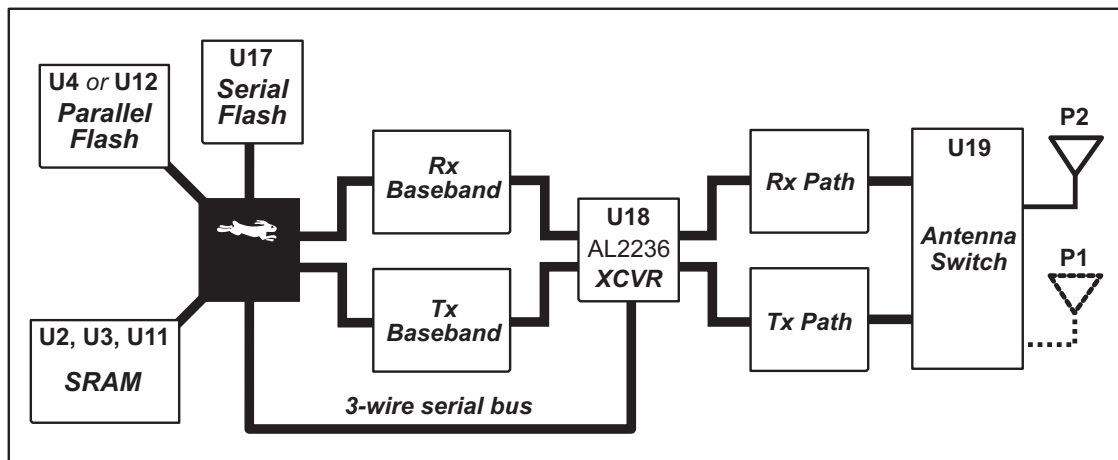 U4 or U12
Parallel
Flash
U17
Serial
Flash
U2, U3, U11
SRAM
Rx
Baseband
Tx
Baseband
3-wire serial bus
U18
AL2236
XCVR
Rx Path
Tx Path
U19
Antenna
Switch
P2
P1